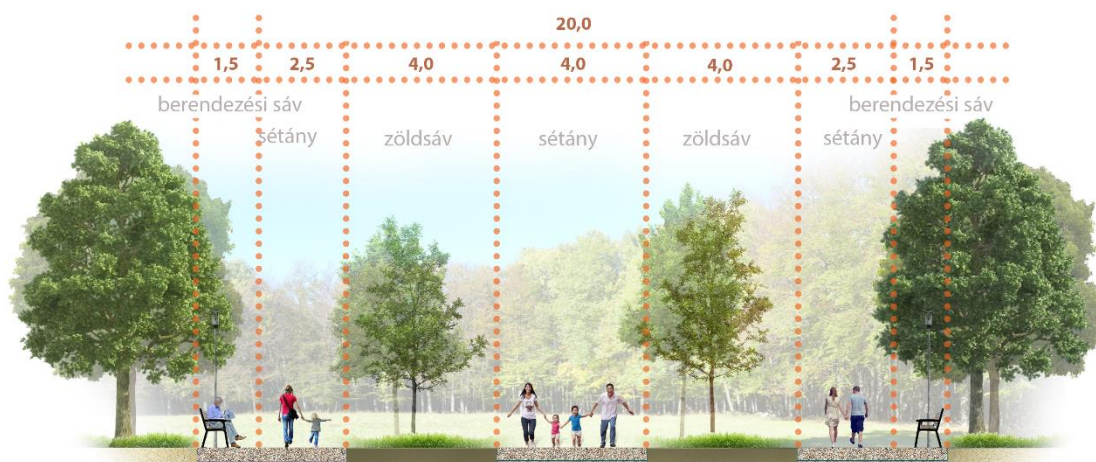 20,0
1,5 2,5 4,0 4,0 4,0 2,5 1,5
berendezési sáv berendezési sáv
sétány zöldsáv sétány zöldsáv sétány